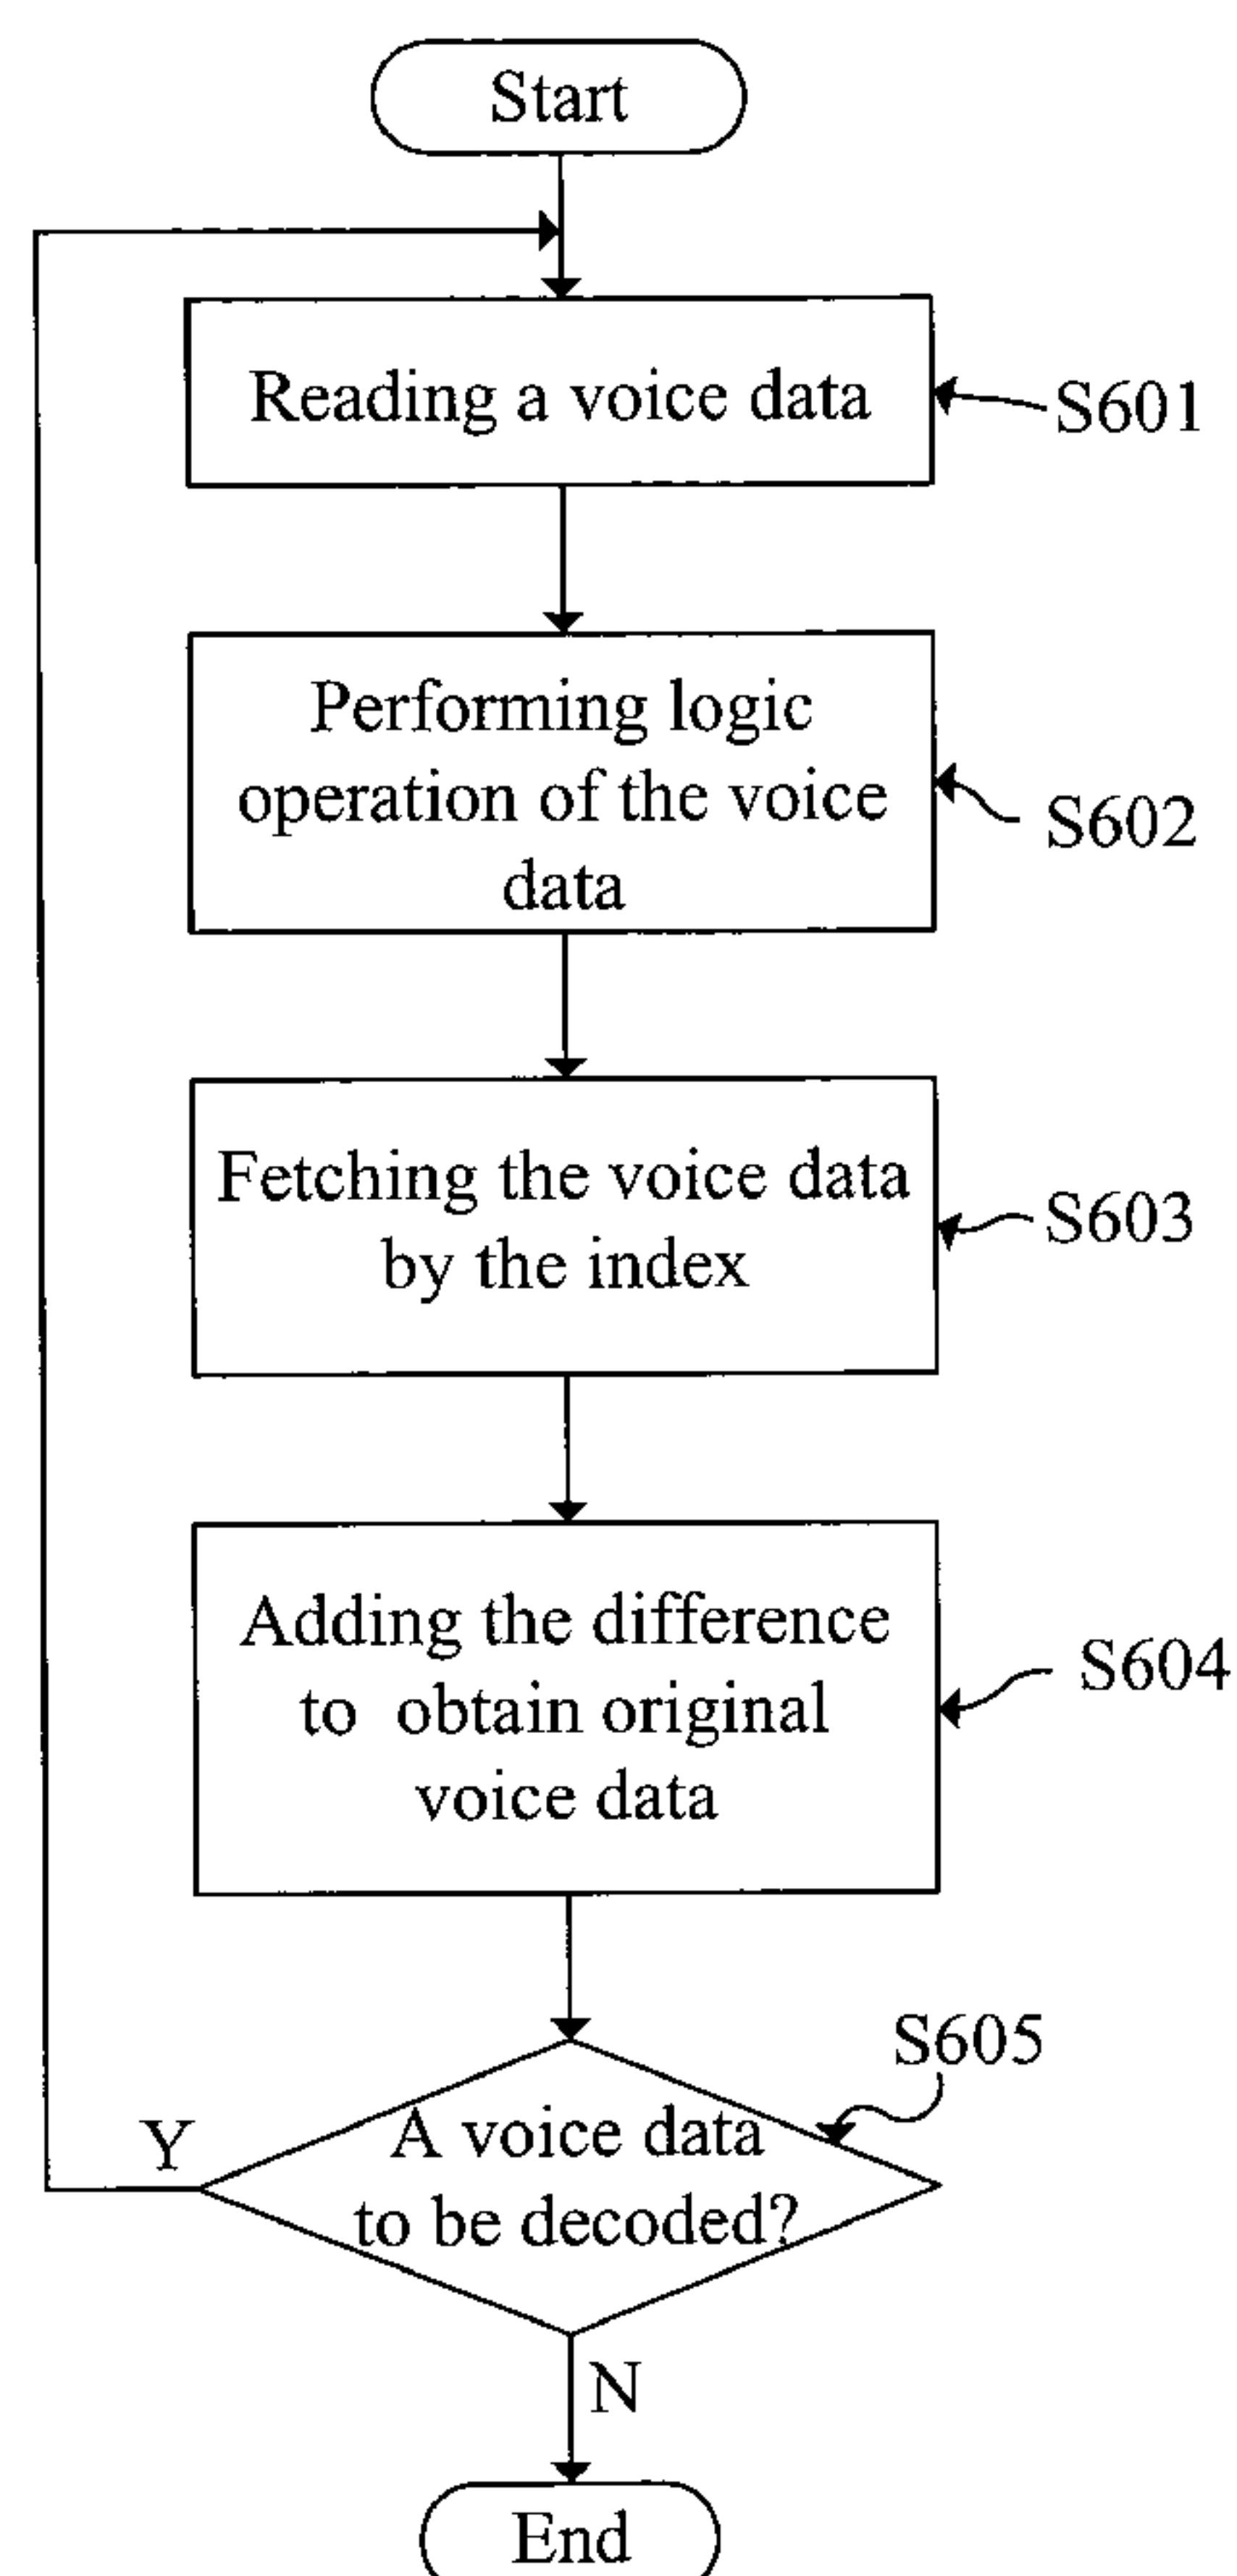 Start
Reading a voice data
S601
Performing logic
operation of the voice
data
S602
Fetching the voice data
by the index
S603
Adding the difference
to obtain original
voice data
S604
S605
A voice data
to be decoded?
Y
N
End